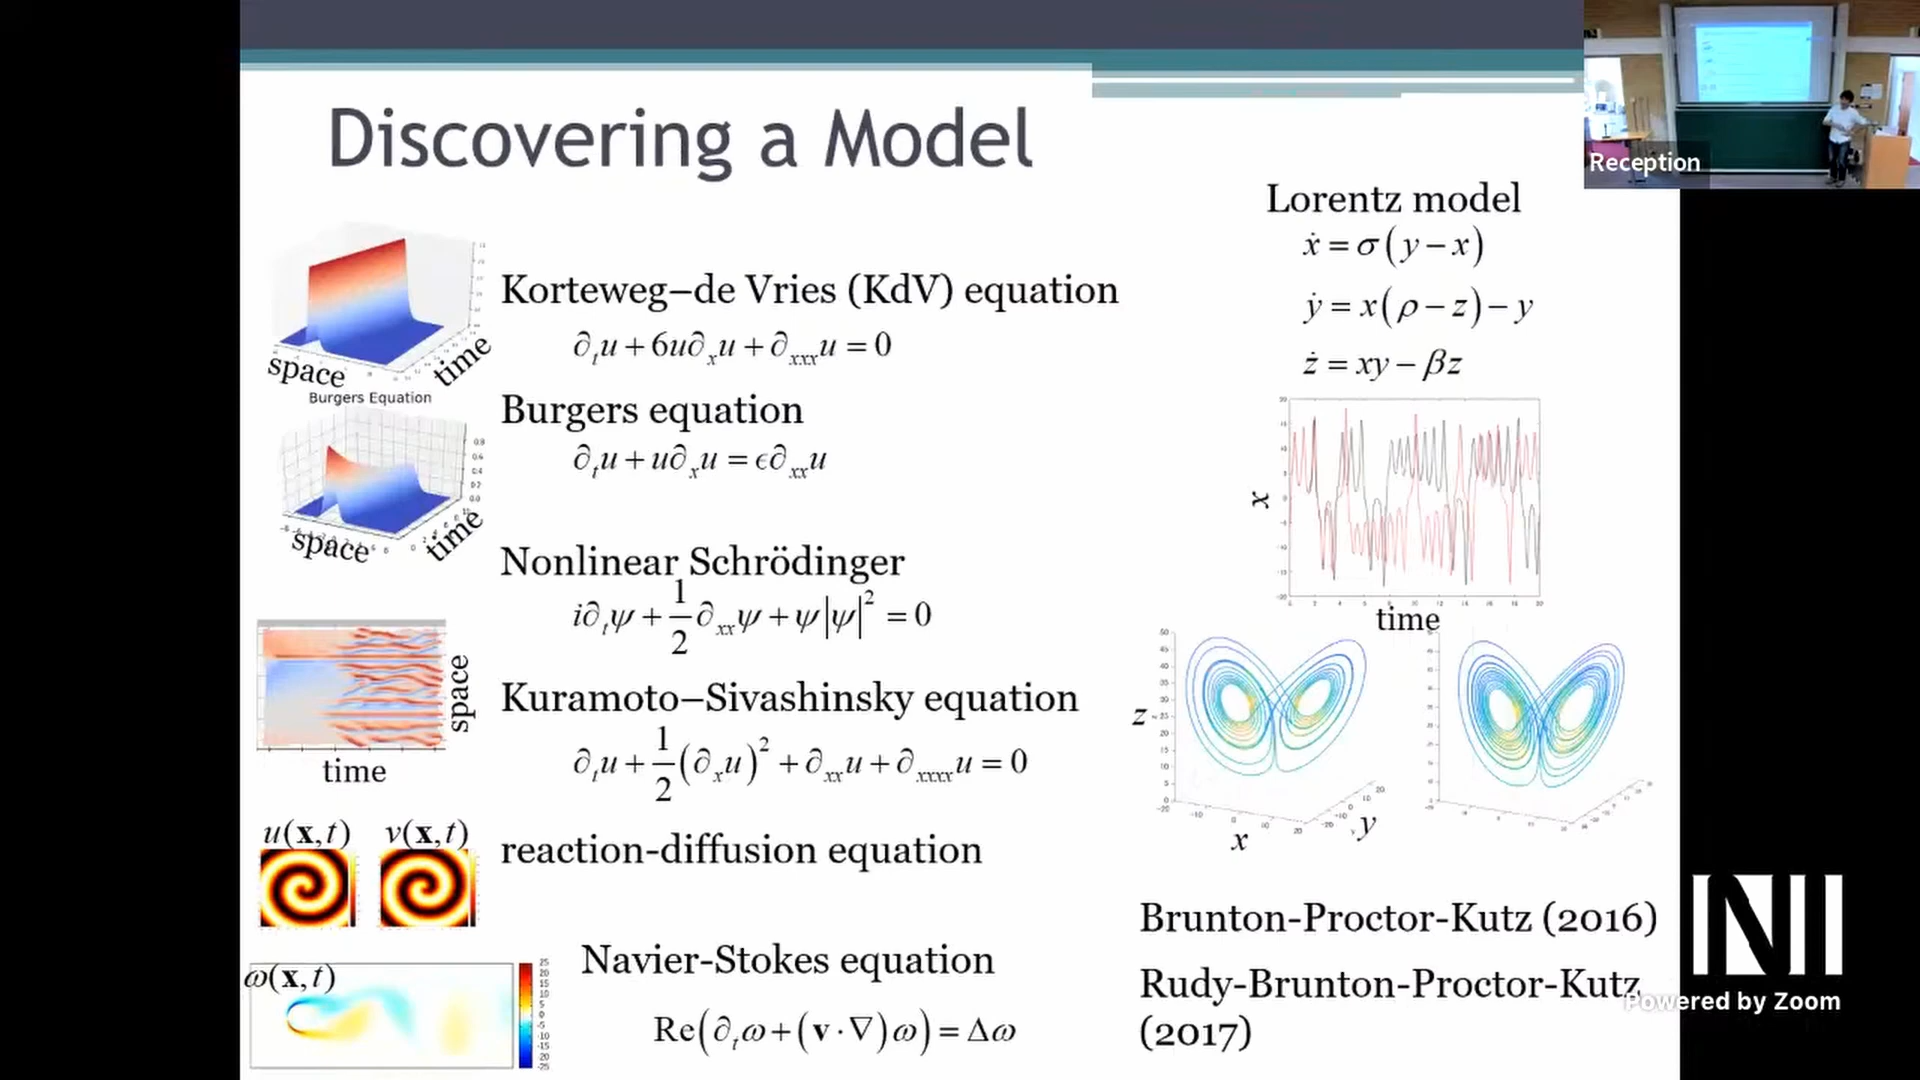 Discovering a Model
Reception
space
time
Korteweg–de Vries (KdV) equation
∂ₜu + 6u∂ₓu + ∂ₓₓₓu = 0
Burgers Equation
space
time
Burgers equation
∂ₜu + u∂ₓu = ϵ∂ₓₓu
Nonlinear Schrödinger
i∂ₜψ + 1/2 ∂ₓₓψ + ψ|ψ|² = 0
space
time
Kuramoto–Sivashinsky equation
∂ₜu + 1/2 (∂ₓu)² + ∂ₓₓu + ∂ₓₓₓₓu = 0
u(x,t) v(x,t)
reaction-diffusion equation
ω(x,t)
Navier-Stokes equation
Re(∂ₜω + (v·∇)ω) = Δω
Lorentz model
ẋ = σ(y − x)
ẏ = x(ρ − z) − y
ż = xy − βz
x
time
z
x
y
Brunton-Proctor-Kutz (2016)
Rudy-Brunton-Proctor-Kutz
(2017)
Powered by Zoom